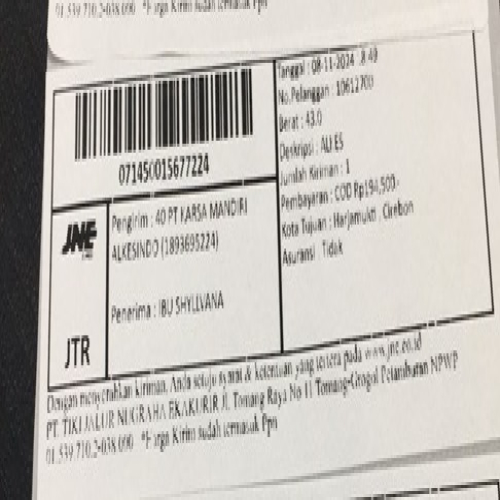 01.539.710.2-038.000 *Harga Kirim sudah termasuk Ppn
071450015677224
JNE
JTR
Pengirim : 40 PT KARSA MANDIRI
ALKESINDO (1893695224)
Penerima : IBU SHYLLVANA
Tanggal : 08-11-2024 8:49
No.Pelanggan : 10612700
Berat : 43.0
Deskripsi : ALKES
Jumlah Kiriman : 1
Pembayaran : COD Rp194,500-
Kota Tujuan : Harjamukti, Cirebon
Asuransi : Tidak
Dengan menyerahkan kiriman, Anda setuju syarat & ketentuan yang tertera pada www.jne.co.id
PT TIKI JALUR NUGRAHA EKAKURIR Jl. Tomang Raya No 11 Tomang-Grogol Petamburan NPWP
01.539.710.2-038.000 *Harga Kirim sudah termasuk Ppn